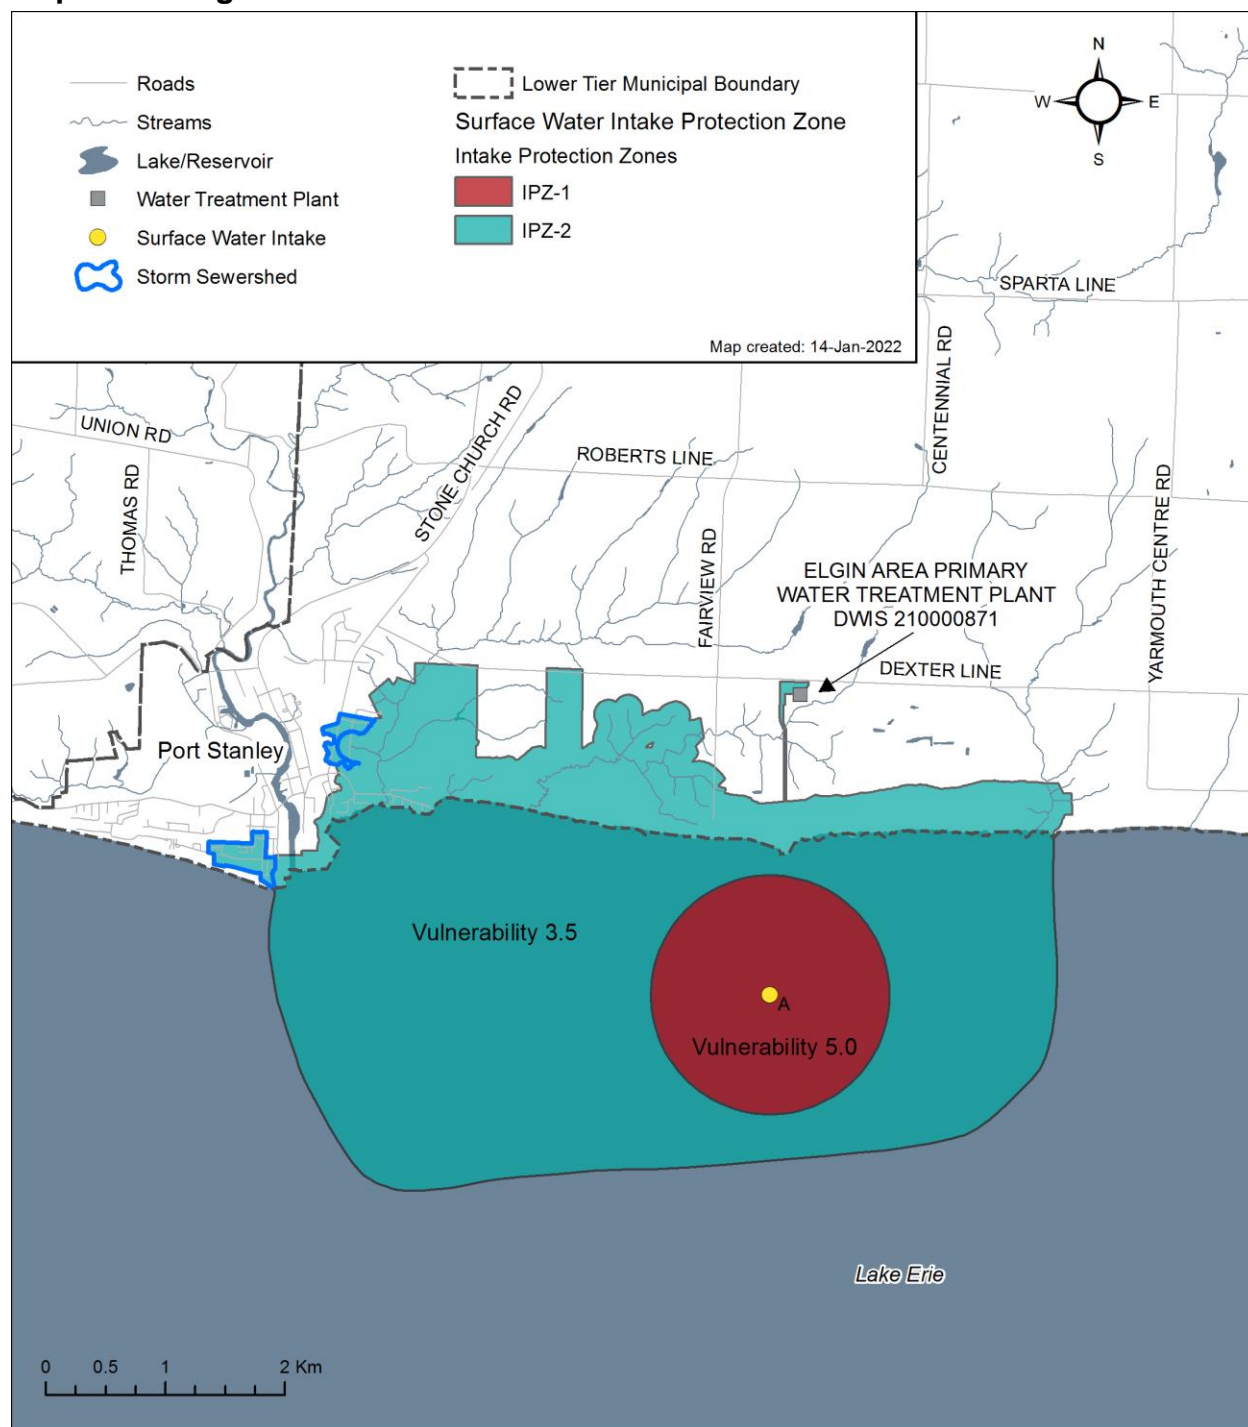 Roads
Streams
Lake/Reservoir
Water Treatment Plant
Surface Water Intake
Storm Sewershed
Lower Tier Municipal Boundary
Surface Water Intake Protection Zone
Intake Protection Zones
IPZ-1
IPZ-2
Map created: 14-Jan-2022
N
W
E
S
SPARTA LINE
CENTENNIAL RD
UNION RD
THOMAS RD
STONE CHURCH RD
ROBERTS LINE
FAIRVIEW RD
YARMOUTH CENTRE RD
ELGIN AREA PRIMARY
WATER TREATMENT PLANT
DWIS 210000871
DEXTER LINE
Port Stanley
Vulnerability 3.5
A
Vulnerability 5.0
Lake Erie
0 0.5 1 2 Km